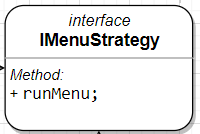 interface
IMenuStrategy
Method:
+ runMenu;